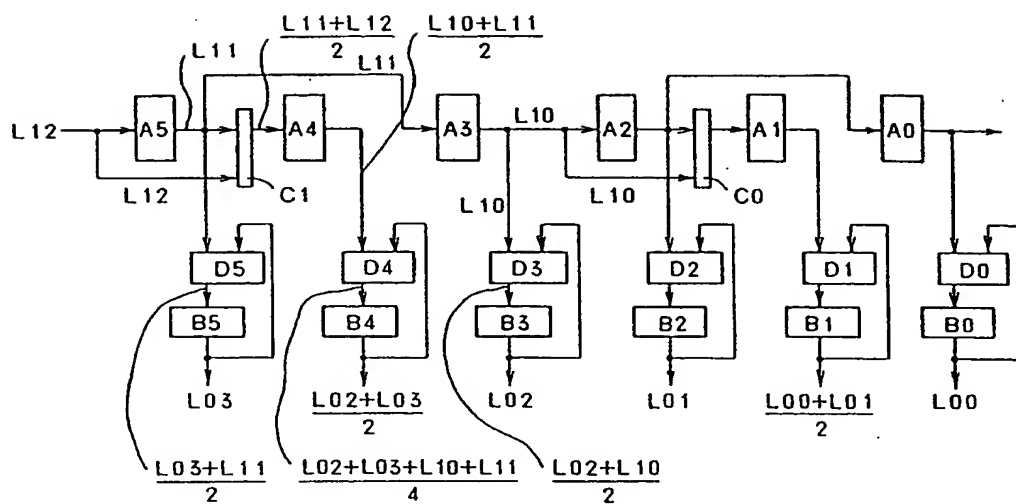 L11
L11+L12
2
L11
L10+L11
2
L12
A5
A4
A3
L10
A2
A1
A0
L12
C1
L10
L10
C0
D5
D4
D3
D2
D1
D0
B5
B4
B3
B2
B1
B0
L03
L02+L03
2
L02
L01
L00+L01
2
L00
L03+L11
2
L02+L03+L10+L11
4
L02+L10
2